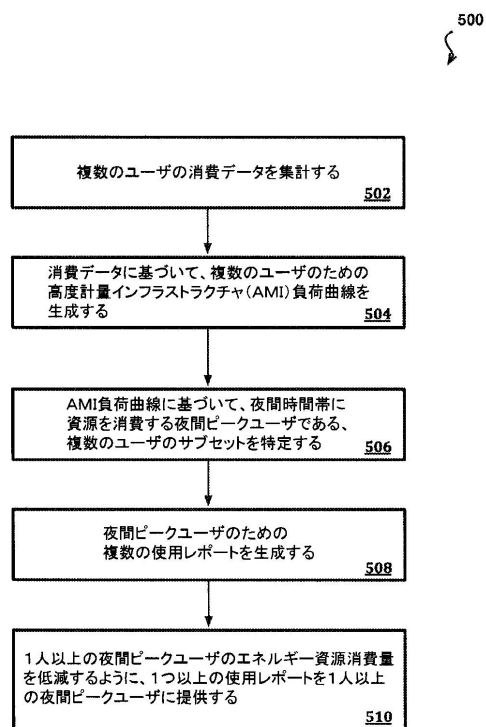 500
複数のユーザの消費データを集計する
502
消費データに基づいて、複数のユーザのための
高度計量インフラストラクチャ(AMI)負荷曲線を
生成する
504
AMI負荷曲線に基づいて、夜間時間帯に
資源を消費する夜間ピークユーザである、
複数のユーザのサブセットを特定する
506
夜間ピークユーザのための
複数の使用レポートを生成する
508
1人以上の夜間ピークユーザのエネルギー資源消費量
を低減するように、1つ以上の使用レポートを1人以上
の夜間ピークユーザに提供する
510